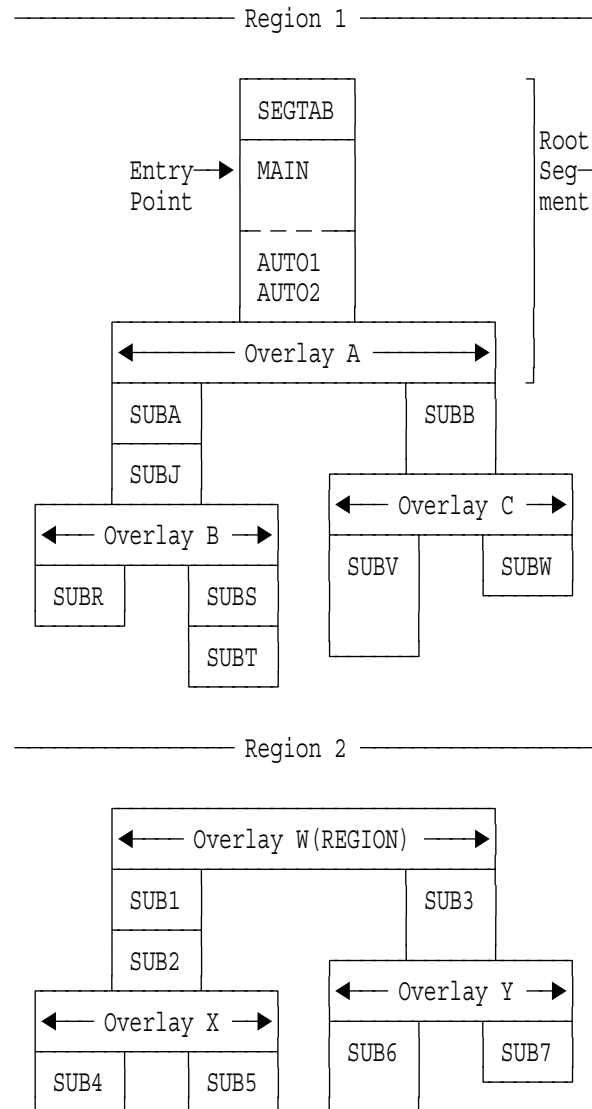 Region 1
SEGTAB
Root
Entry MAIN Seg-
Point ment
AUTO1
AUTO2
Overlay A
SUBA SUBB
SUBJ
Overlay B Overlay C
SUBR SUBS SUBV SUBW
SUBT
Region 2
Overlay W(REGION)
SUB1 SUB3
SUB2
Overlay X Overlay Y
SUB4 SUB5 SUB6 SUB7